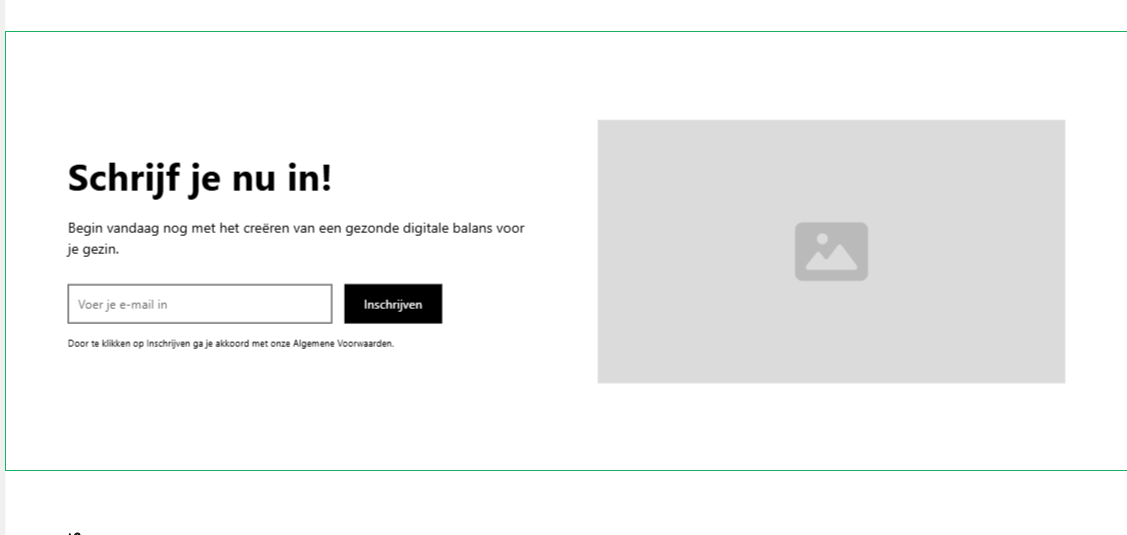 Schrijf je nu in!
Begin vandaag nog met het creëren van een gezonde digitale balans voor
je gezin.
Voer je e-mail in
Inschrijven
Door te klikken op Inschrijven ga je akkoord met onze Algemene Voorwaarden.